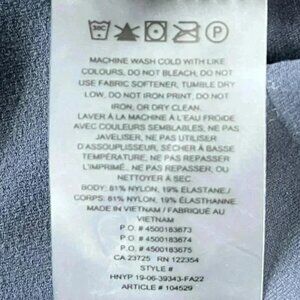 30C P
MACHINE WASH COLD WITH LIKE
COLOURS, DO NOT BLEACH, DO NOT
USE FABRIC SOFTENER, TUMBLE DRY
LOW, DO NOT IRON PRINT, DO NOT
IRON, OR DRY CLEAN.
LAVER À LA MACHINE À L'EAU FROIDE
AVEC COULEURS SEMBLABLES, NE PAS
JAVELISER, NE PAS UTILISER
D'ASSOUPLISSEUR, SÉCHER À BASSE
TEMPÉRATURE, NE PAS REPASSER
L'IMPRIMÉ, NE PAS REPASSER OU
NETTOYER À SEC.
BODY: 81% NYLON, 19% ELASTANE/
CORPS: 81% NYLON, 19% ÉLASTHANNE.
MADE IN VIETNAM / FABRIQUÉ AU
VIETNAM
P.O. # 4500183673
P.O. # 4500183674
P.O. # 4500183675
CA 23725 RN 122354
STYLE #
HNYP 19-06-39343-FA22
ARTICLE # 104529